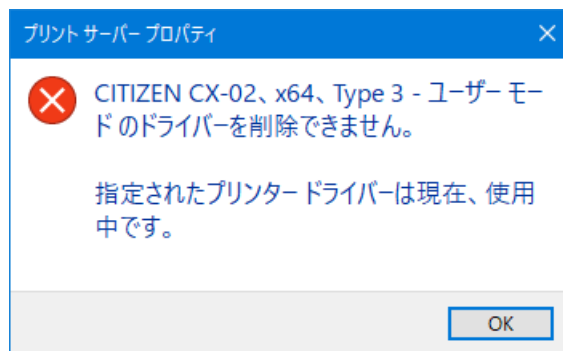 プリント サーバー プロパティ
CITIZEN CX-02、x64、Type 3 - ユーザー モー
ド のドライバーを削除できません。
指定されたプリンター ドライバーは現在、使用
中です。
OK